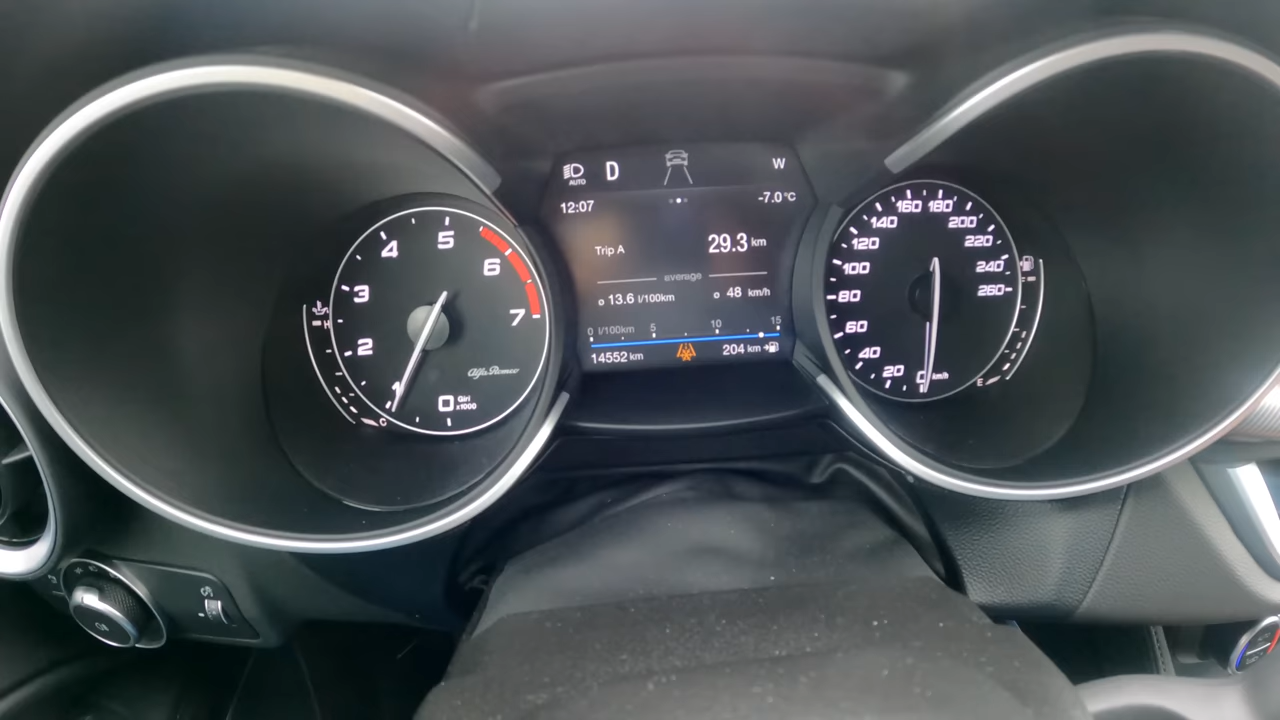 AUTO D W
12:07 -7.0°C
Trip A 29.3 km
average
ø 13.6 l/100km ø 48 km/h
0 l/100km 5 10 15
14552 km 204 km
1 2 3 4 5 6 7
Alfa Romeo
0 Giri x1000
H
C
0 20 40 60 80 100 120 140 160 180 200 220 240 260
km/h
E